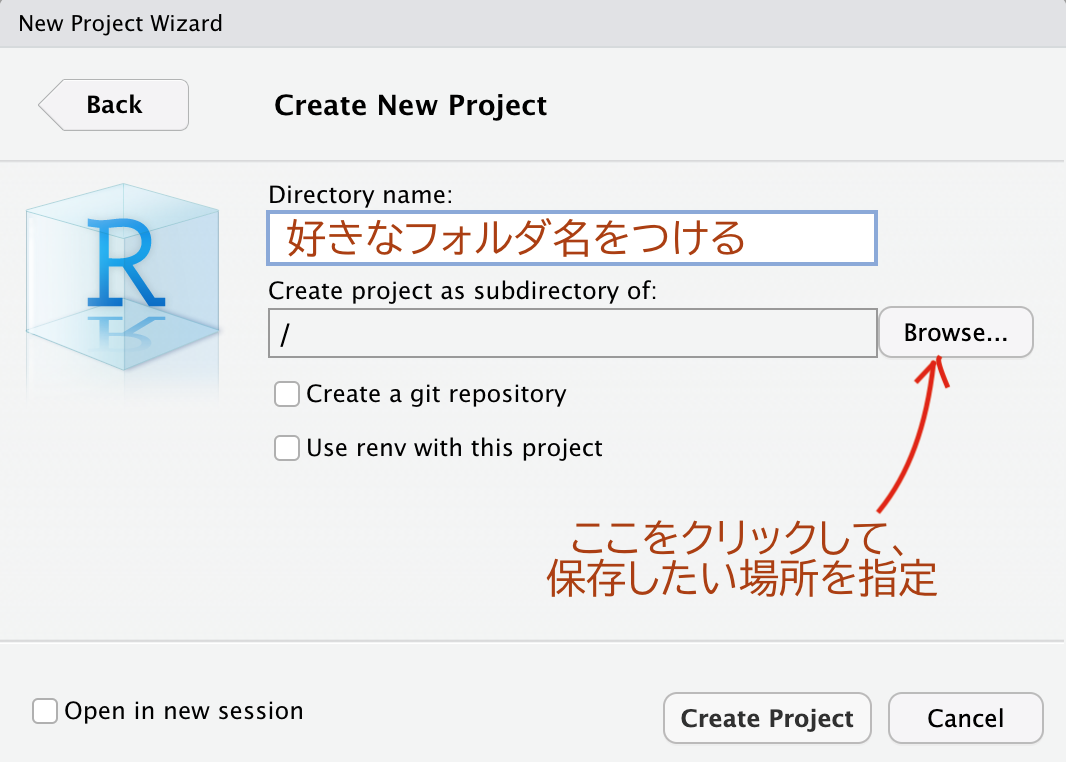 New Project Wizard
Back
Create New Project
R
Directory name:
好きなフォルダ名をつける
Create project as subdirectory of:
/
Browse...
Create a git repository
Use renv with this project
ここをクリックして、
保存したい場所を指定
Open in new session
Create Project
Cancel